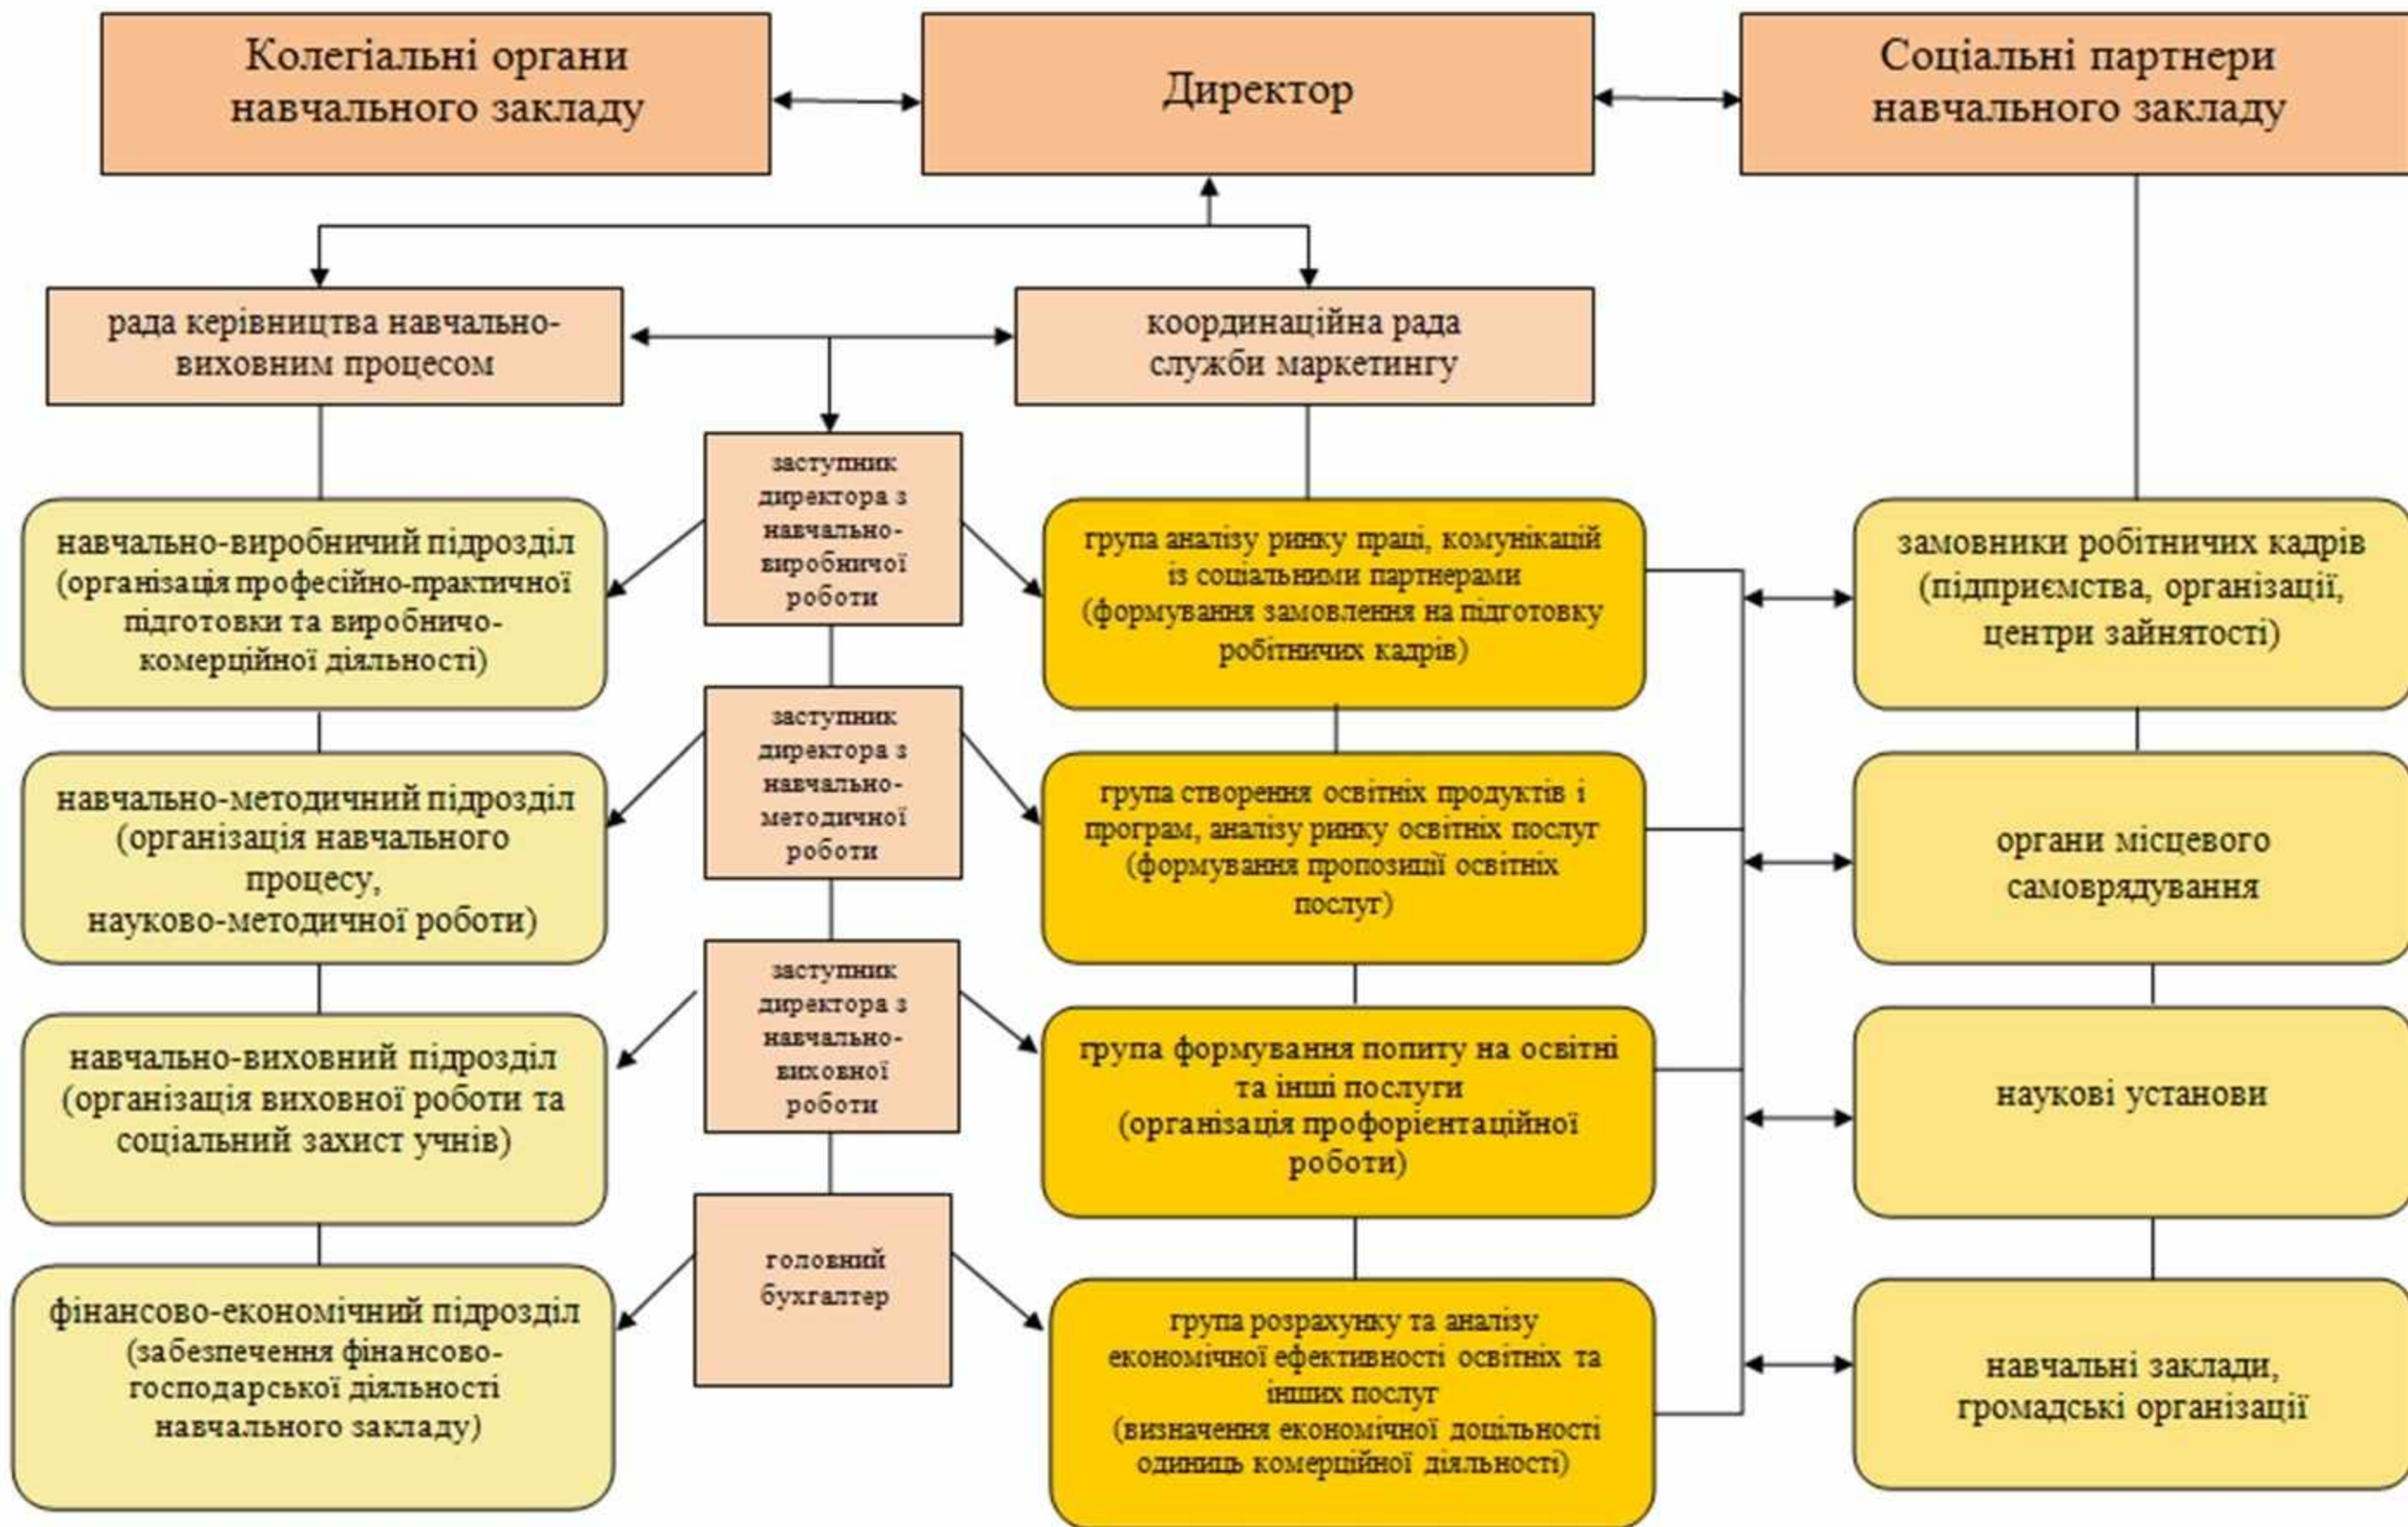 Колегіальні органи
навчального закладу
Директор
Соціальні партнери
навчального закладу
рада керівництва навчально-
виховним процесом
координаційна рада
служби маркетингу
заступник
директора з
навчально-
виробничої
роботи
навчально-виробничий підрозділ
(організація професійно-практичної
підготовки та виробничо-
комерційної діяльності)
група аналізу ринку праці, комунікацій
із соціальними партнерами
(формування замовлення на підготовку
робітничих кадрів)
замовники робітничих кадрів
(підприємства, організації,
центри зайнятості)
заступник
директора з
навчально-
методичної
роботи
навчально-методичний підрозділ
(організація навчального
процесу,
науково-методичної роботи)
група створення освітніх продуктів і
програм, аналізу ринку освітніх послуг
(формування пропозиції освітніх
послуг)
органи місцевого
самоврядування
заступник
директора з
навчально-
виховної
роботи
навчально-виховний підрозділ
(організація виховної роботи та
соціальний захист учнів)
група формування попиту на освітні
та інші послуги
(організація профорієнтаційної
роботи)
наукові установи
головний
бухгалтер
фінансово-економічний підрозділ
(забезпечення фінансово-
господарської діяльності
навчального закладу)
група розрахунку та аналізу
економічної ефективності освітніх та
інших послуг
(визначення економічної доцільності
одиниць комерційної діяльності)
навчальні заклади,
громадські організації